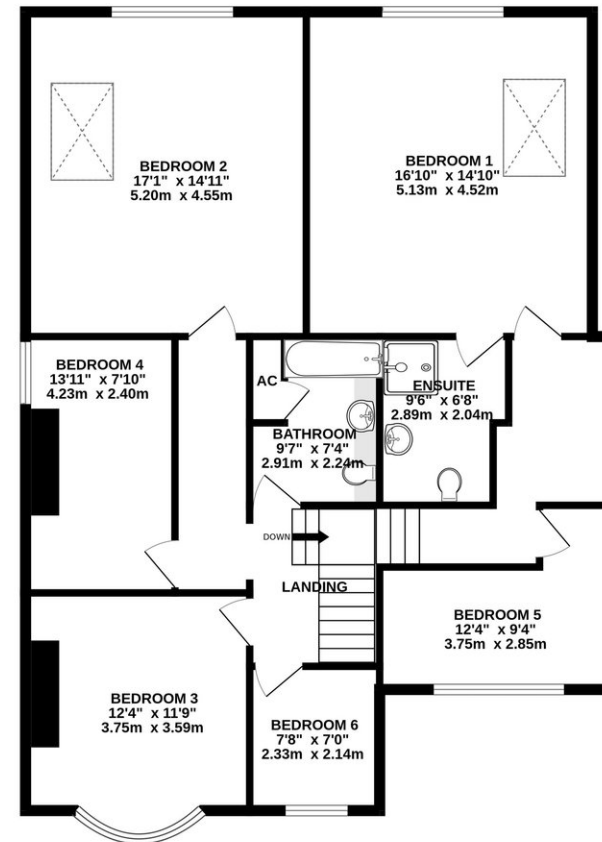 BEDROOM 2
17'1" x 14'11"
5.20m x 4.55m
BEDROOM 1
16'10" x 14'10"
5.13m x 4.52m
BEDROOM 4
13'11" x 7'10"
4.23m x 2.40m
AC
ENSUITE
9'6" x 6'8"
2.89m x 2.04m
BATHROOM
9'7" x 7'4"
2.91m x 2.24m
DOWN
LANDING
BEDROOM 5
12'4" x 9'4"
3.75m x 2.85m
BEDROOM 3
12'4" x 11'9"
3.75m x 3.59m
BEDROOM 6
7'8" x 7'0"
2.33m x 2.14m